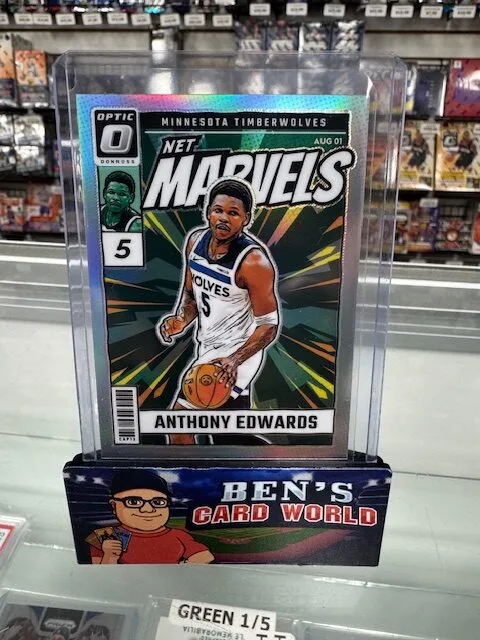 OPTIC
DONRUSS
MINNESOTA TIMBERWOLVES
AUG 01
NET
MARVELS
5
WOLVES
5
ANTHONY EDWARDS
BEN'S
CARD WORLD
GREEN 1/5